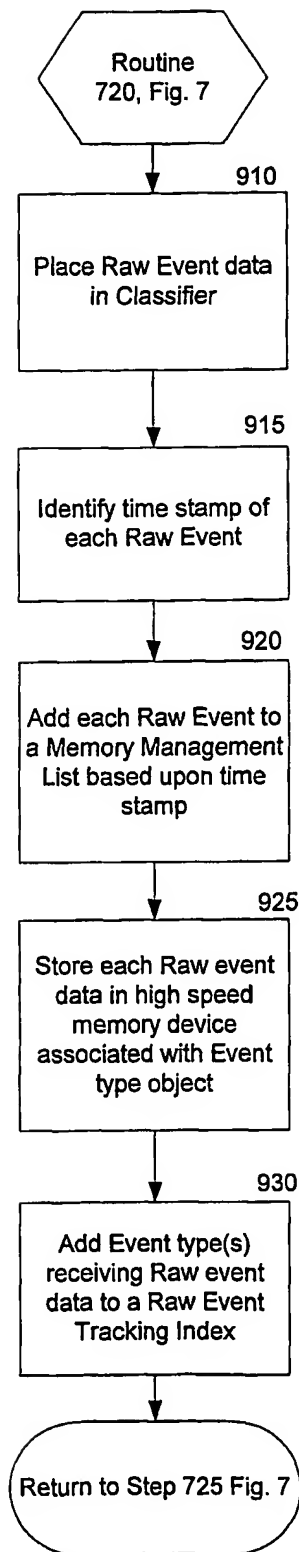 Routine
720, Fig. 7
910
Place Raw Event data
in Classifier
915
Identify time stamp of
each Raw Event
920
Add each Raw Event to
a Memory Management
List based upon time
stamp
925
Store each Raw event
data in high speed
memory device
associated with Event
type object
930
Add Event type(s)
receiving Raw event
data to a Raw Event
Tracking Index
Return to Step 725 Fig. 7